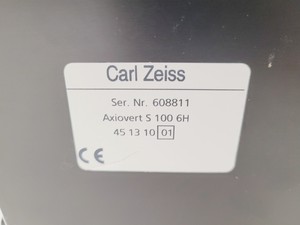 Carl Zeiss
Ser. Nr. 608811
Axiovert S 100 6H
45 13 10 01
CE